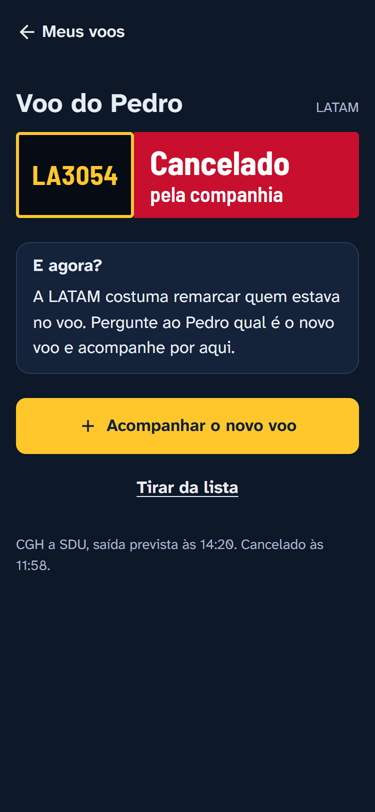 Meus voos
Voo do Pedro
LATAM
LA3054
Cancelado
pela companhia
E agora?
A LATAM costuma remarcar quem estava
no voo. Pergunte ao Pedro qual é o novo
voo e acompanhe por aqui.
+ Acompanhar o novo voo
Tirar da lista
CGH a SDU, saída prevista às 14:20. Cancelado às
11:58.